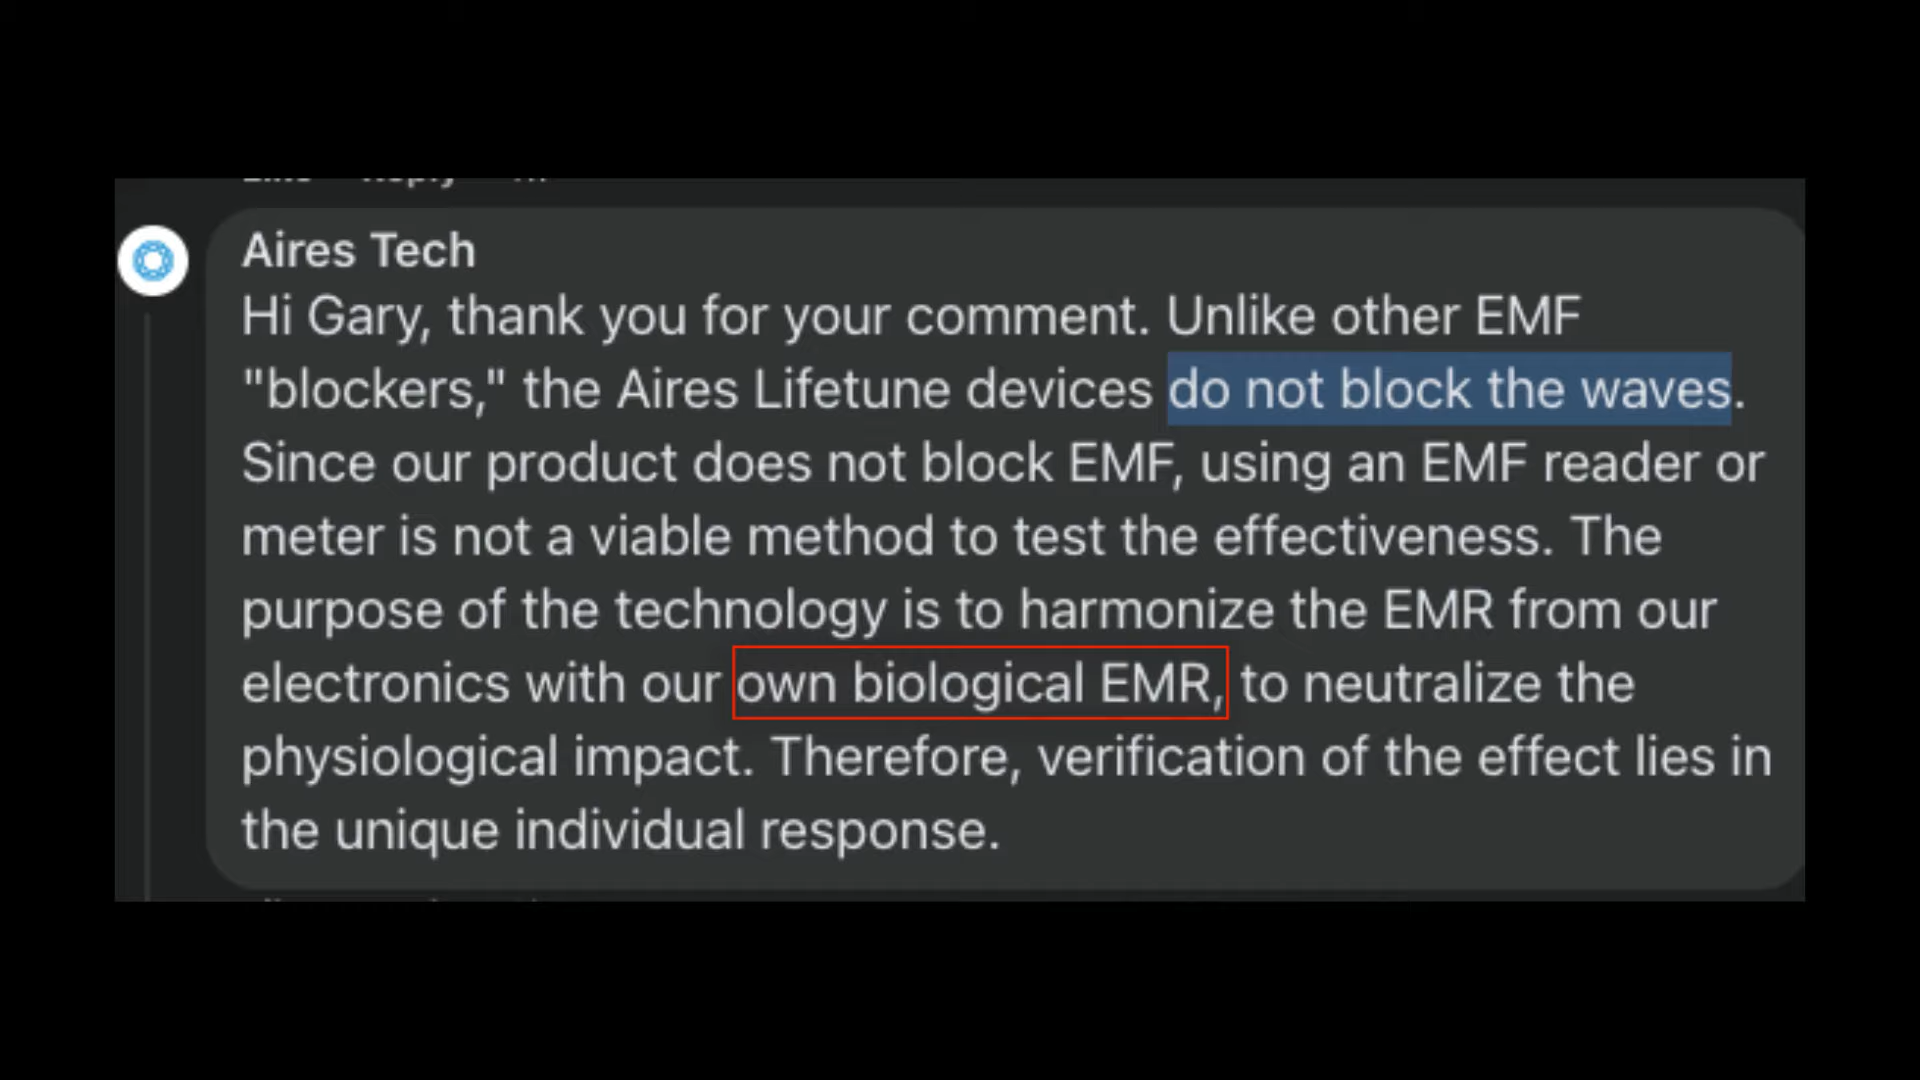 Aires Tech
Hi Gary, thank you for your comment. Unlike other EMF
"blockers," the Aires Lifetune devices do not block the waves.
Since our product does not block EMF, using an EMF reader or
meter is not a viable method to test the effectiveness. The
purpose of the technology is to harmonize the EMR from our
electronics with our own biological EMR, to neutralize the
physiological impact. Therefore, verification of the effect lies in
the unique individual response.